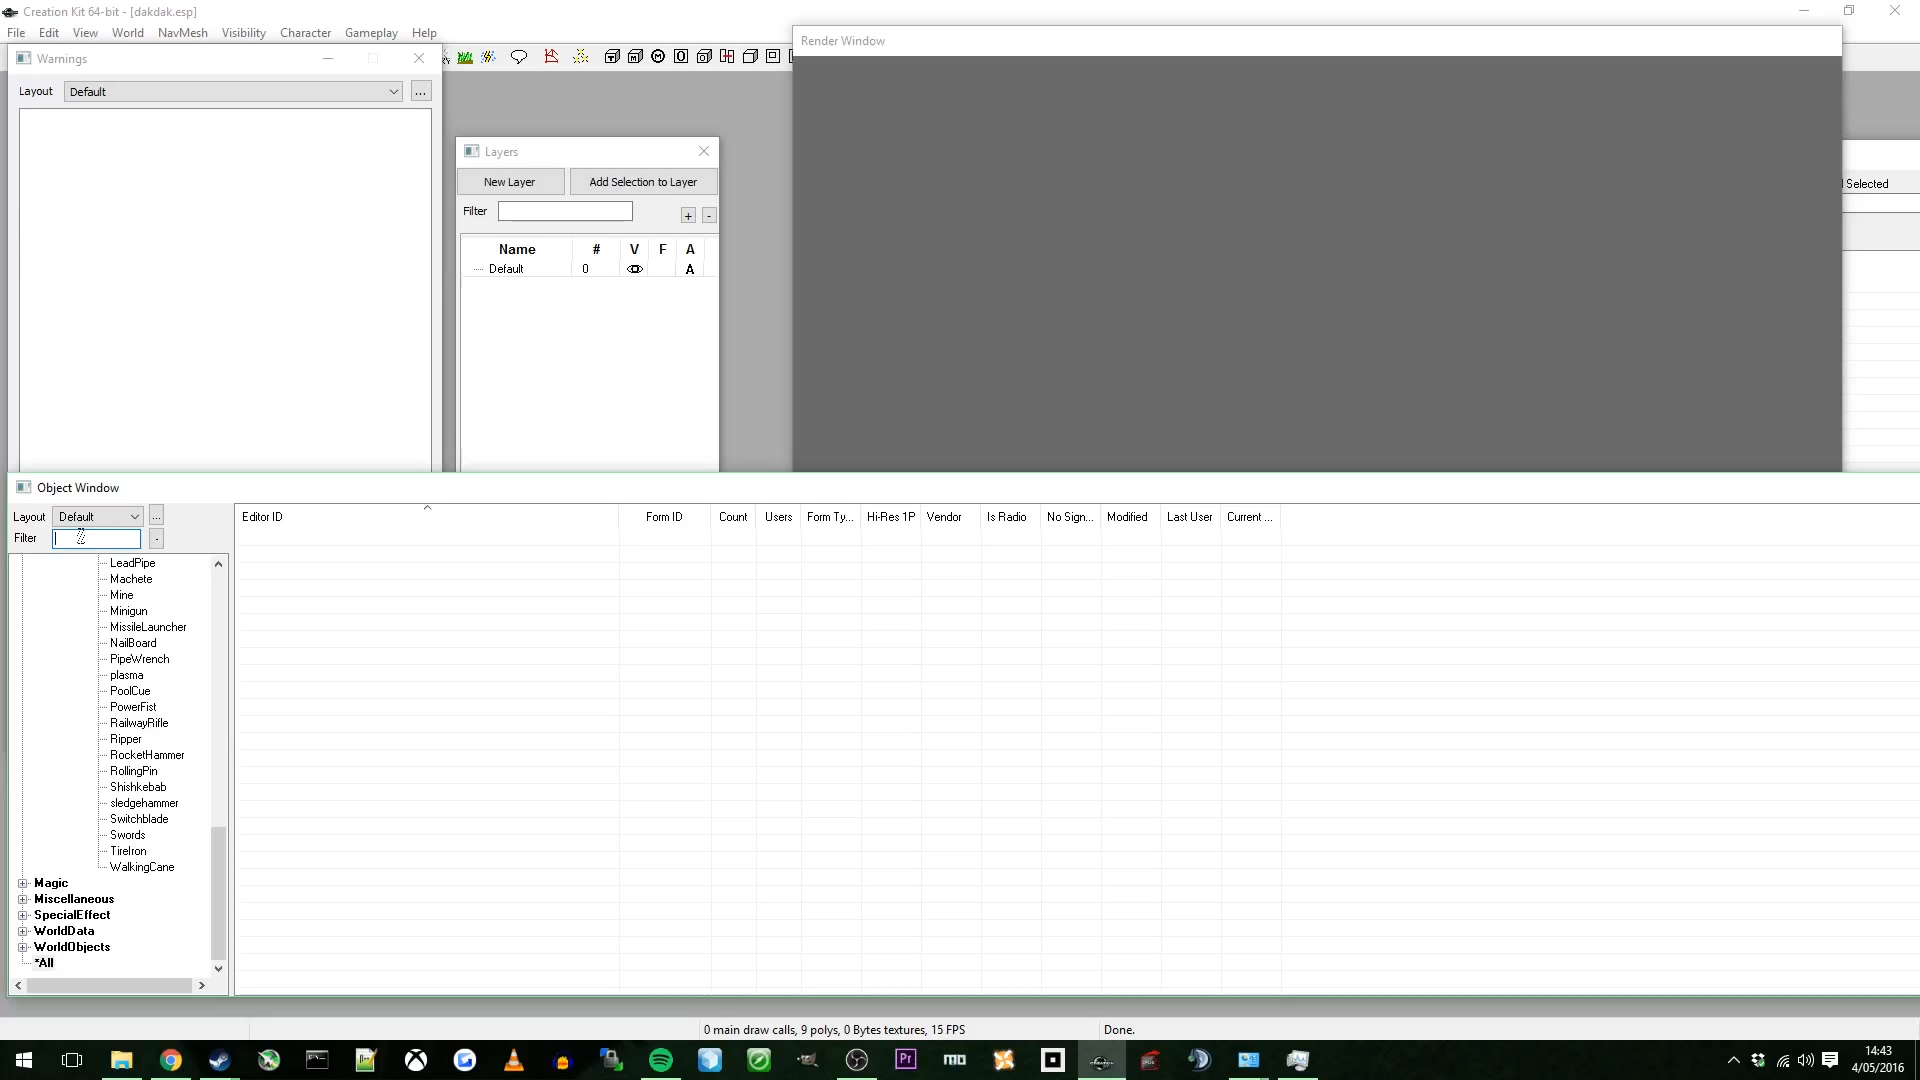 Creation Kit 64-bit - [dakdak.esp]
File Edit View World NavMesh Visibility Character Gameplay Help
Warnings
Layout Default ...
Render Window
Layers
New Layer Add Selection to Layer
Filter + -
Name # V F A
Default 0 A
Selected
Object Window
Layout Default ...
Filter -
Editor ID Form ID Count Users Form Ty... Hi-Res 1P Vendor Is Radio No Sign... Modified Last User Current ...
LeadPipe
Machete
Mine
Minigun
MissileLauncher
NailBoard
PipeWrench
plasma
PoolCue
PowerFist
RailwayRifle
Ripper
RocketHammer
RollingPin
Shishkebab
sledgehammer
Switchblade
Swords
TireIron
WalkingCane
Magic
Miscellaneous
SpecialEffect
WorldData
WorldObjects
*All
0 main draw calls, 9 polys, 0 Bytes textures, 15 FPS Done.
Pr mo
14:43
4/05/2016